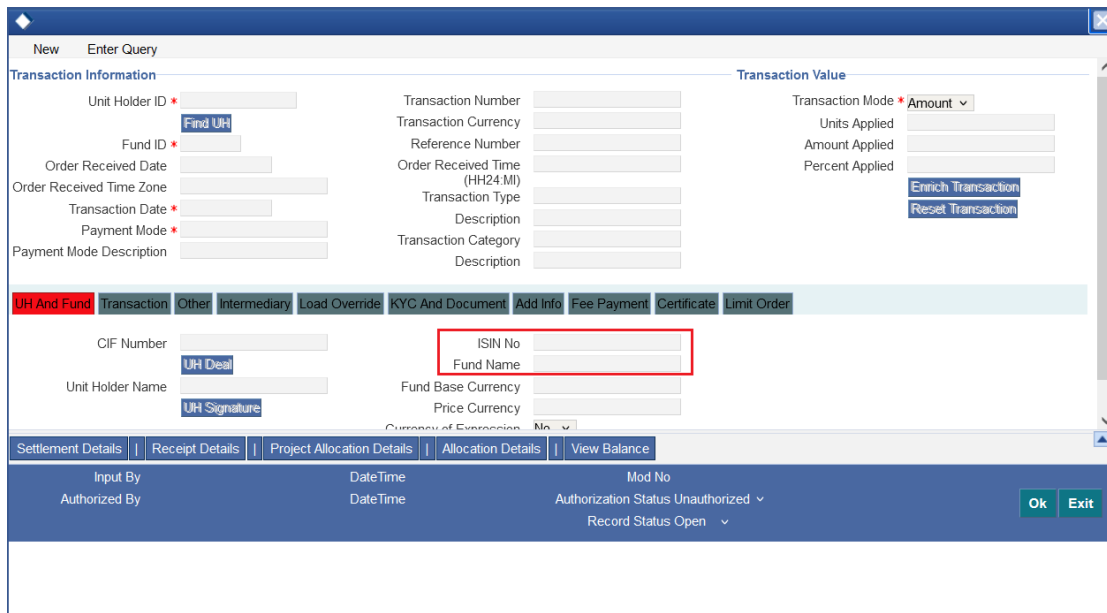 New Enter Query
Transaction Information
Transaction Value
Unit Holder ID *
Find UH
Fund ID *
Order Received Date
Order Received Time Zone
Transaction Date *
Payment Mode *
Payment Mode Description
Transaction Number
Transaction Currency
Reference Number
Order Received Time
(HH24:MI)
Transaction Type
Description
Transaction Category
Description
Transaction Mode * Amount
Units Applied
Amount Applied
Percent Applied
Enrich Transaction
Reset Transaction
UH And Fund Transaction Other Intermediary Load Override KYC And Document Add Info Fee Payment Certificate Limit Order
CIF Number
UH Deal
Unit Holder Name
UH Signature
ISIN No
Fund Name
Fund Base Currency
Price Currency
Currency of Expression No
Settlement Details | Receipt Details | Project Allocation Details | Allocation Details | View Balance
Input By DateTime Mod No
Authorized By DateTime Authorization Status Unauthorized
Record Status Open
Ok Exit